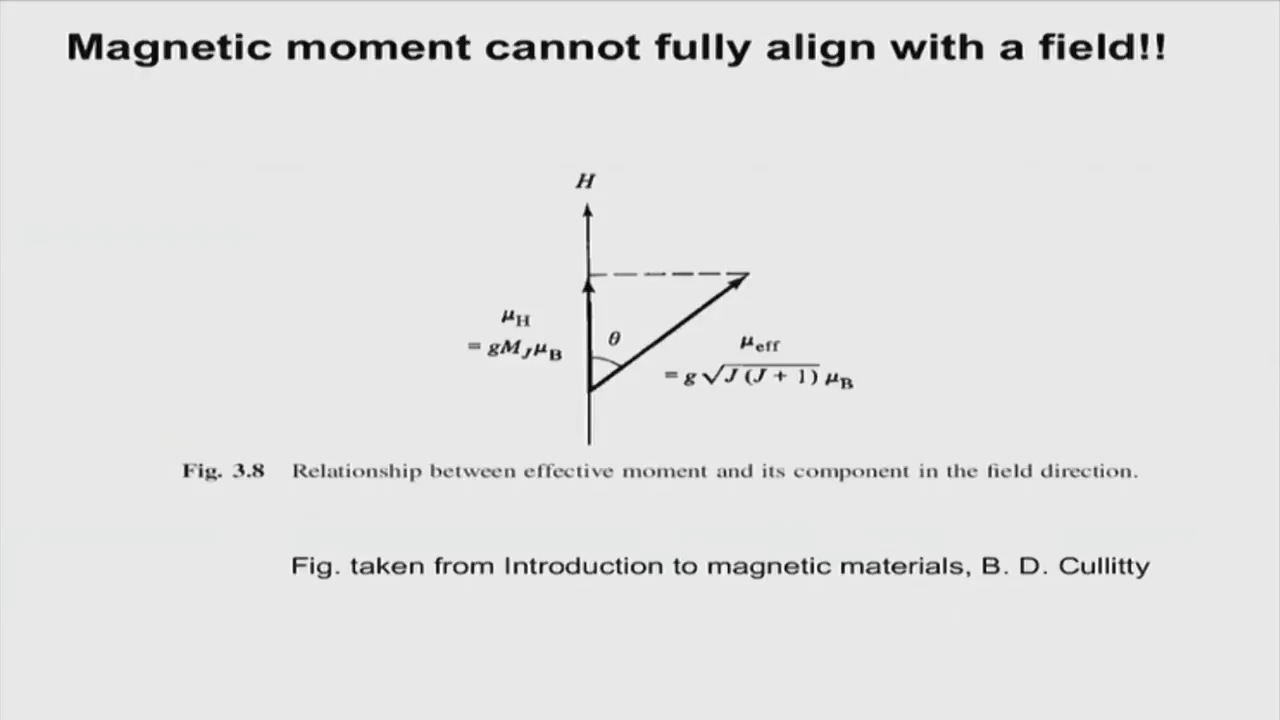 Magnetic moment cannot fully align with a field!!
H
μH
= gMJμB
θ
μeff
= g√J (J + 1) μB
Fig. 3.8 Relationship between effective moment and its component in the field direction.
Fig. taken from Introduction to magnetic materials, B. D. Cullitty